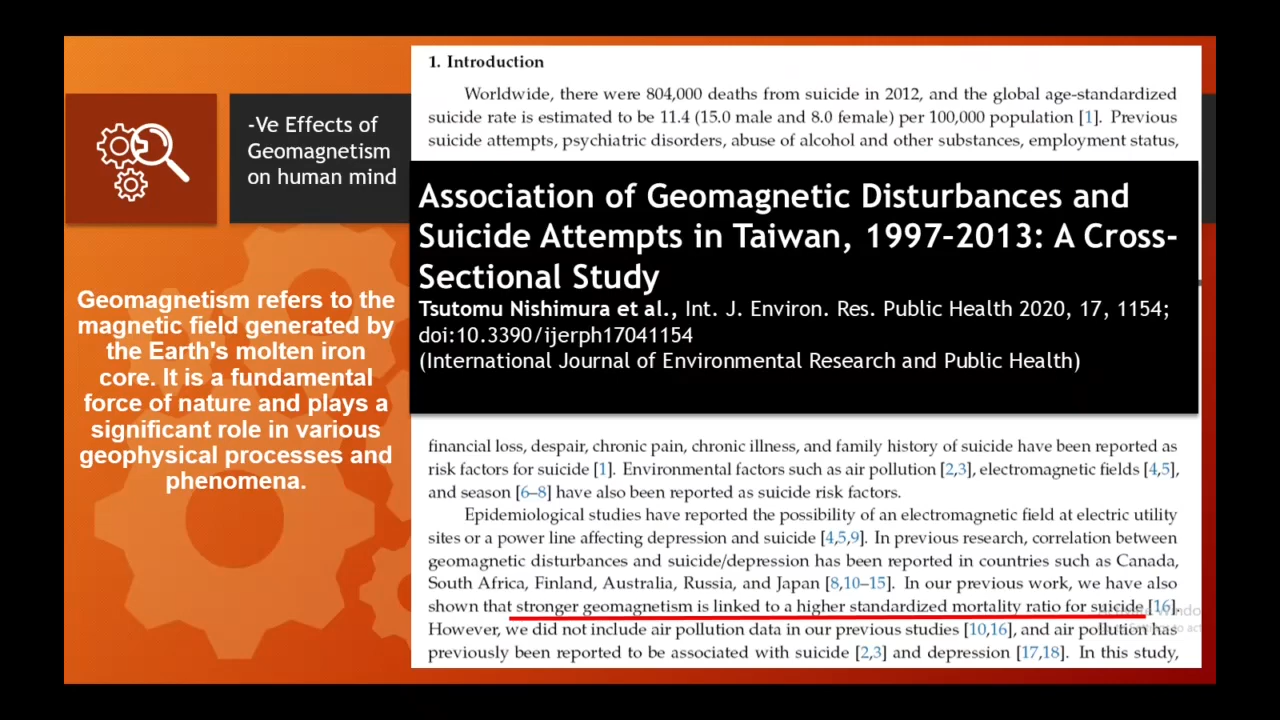 -Ve Effects of
Geomagnetism
on human mind
Geomagnetism refers to the
magnetic field generated by
the Earth's molten iron
core. It is a fundamental
force of nature and plays a
significant role in various
geophysical processes and
phenomena.
1. Introduction
Worldwide, there were 804,000 deaths from suicide in 2012, and the global age-standardized
suicide rate is estimated to be 11.4 (15.0 male and 8.0 female) per 100,000 population [1]. Previous
suicide attempts, psychiatric disorders, abuse of alcohol and other substances, employment status,
Association of Geomagnetic Disturbances and
Suicide Attempts in Taiwan, 1997–2013: A Cross-
Sectional Study
Tsutomu Nishimura et al., Int. J. Environ. Res. Public Health 2020, 17, 1154;
doi:10.3390/ijerph17041154
(International Journal of Environmental Research and Public Health)
financial loss, despair, chronic pain, chronic illness, and family history of suicide have been reported as
risk factors for suicide [1]. Environmental factors such as air pollution [2,3], electromagnetic fields [4,5],
and season [6–8] have also been reported as suicide risk factors.
Epidemiological studies have reported the possibility of an electromagnetic field at electric utility
sites or a power line affecting depression and suicide [4,5,9]. In previous research, correlation between
geomagnetic disturbances and suicide/depression has been reported in countries such as Canada,
South Africa, Finland, Australia, Russia, and Japan [8,10–15]. In our previous work, we have also
shown that stronger geomagnetism is linked to a higher standardized mortality ratio for suicide [16].
However, we did not include air pollution data in our previous studies [10,16], and air pollution has
previously been reported to be associated with suicide [2,3] and depression [17,18]. In this study,